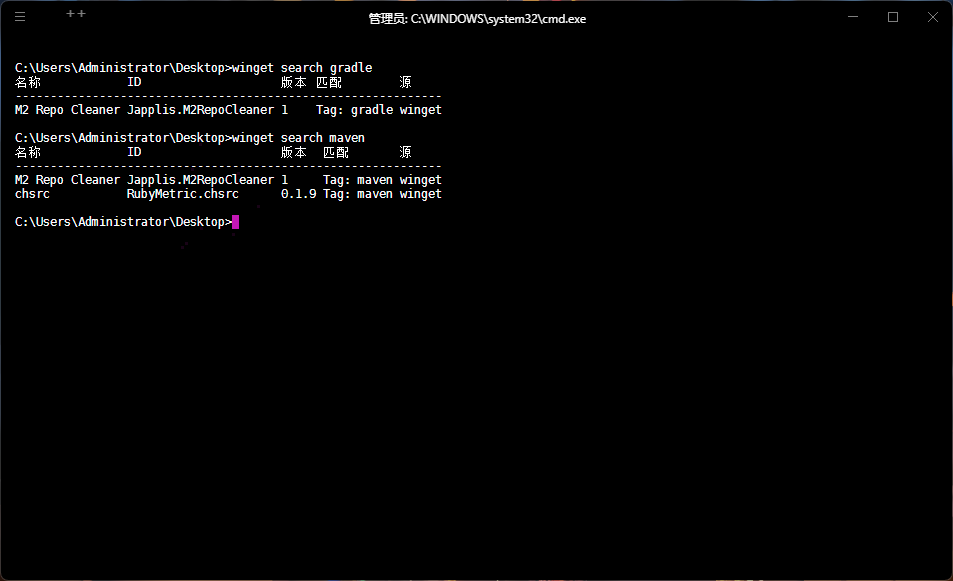 管理员: C:\WINDOWS\system32\cmd.exe
C:\Users\Administrator\Desktop>winget search gradle
名称 ID 版本 匹配 源
--------------------------------------------------------------
M2 Repo Cleaner Japplis.M2RepoCleaner 1 Tag: gradle winget
C:\Users\Administrator\Desktop>winget search maven
名称 ID 版本 匹配 源
--------------------------------------------------------------
M2 Repo Cleaner Japplis.M2RepoCleaner 1 Tag: maven winget
chsrc RubyMetric.chsrc 0.1.9 Tag: maven winget
C:\Users\Administrator\Desktop>